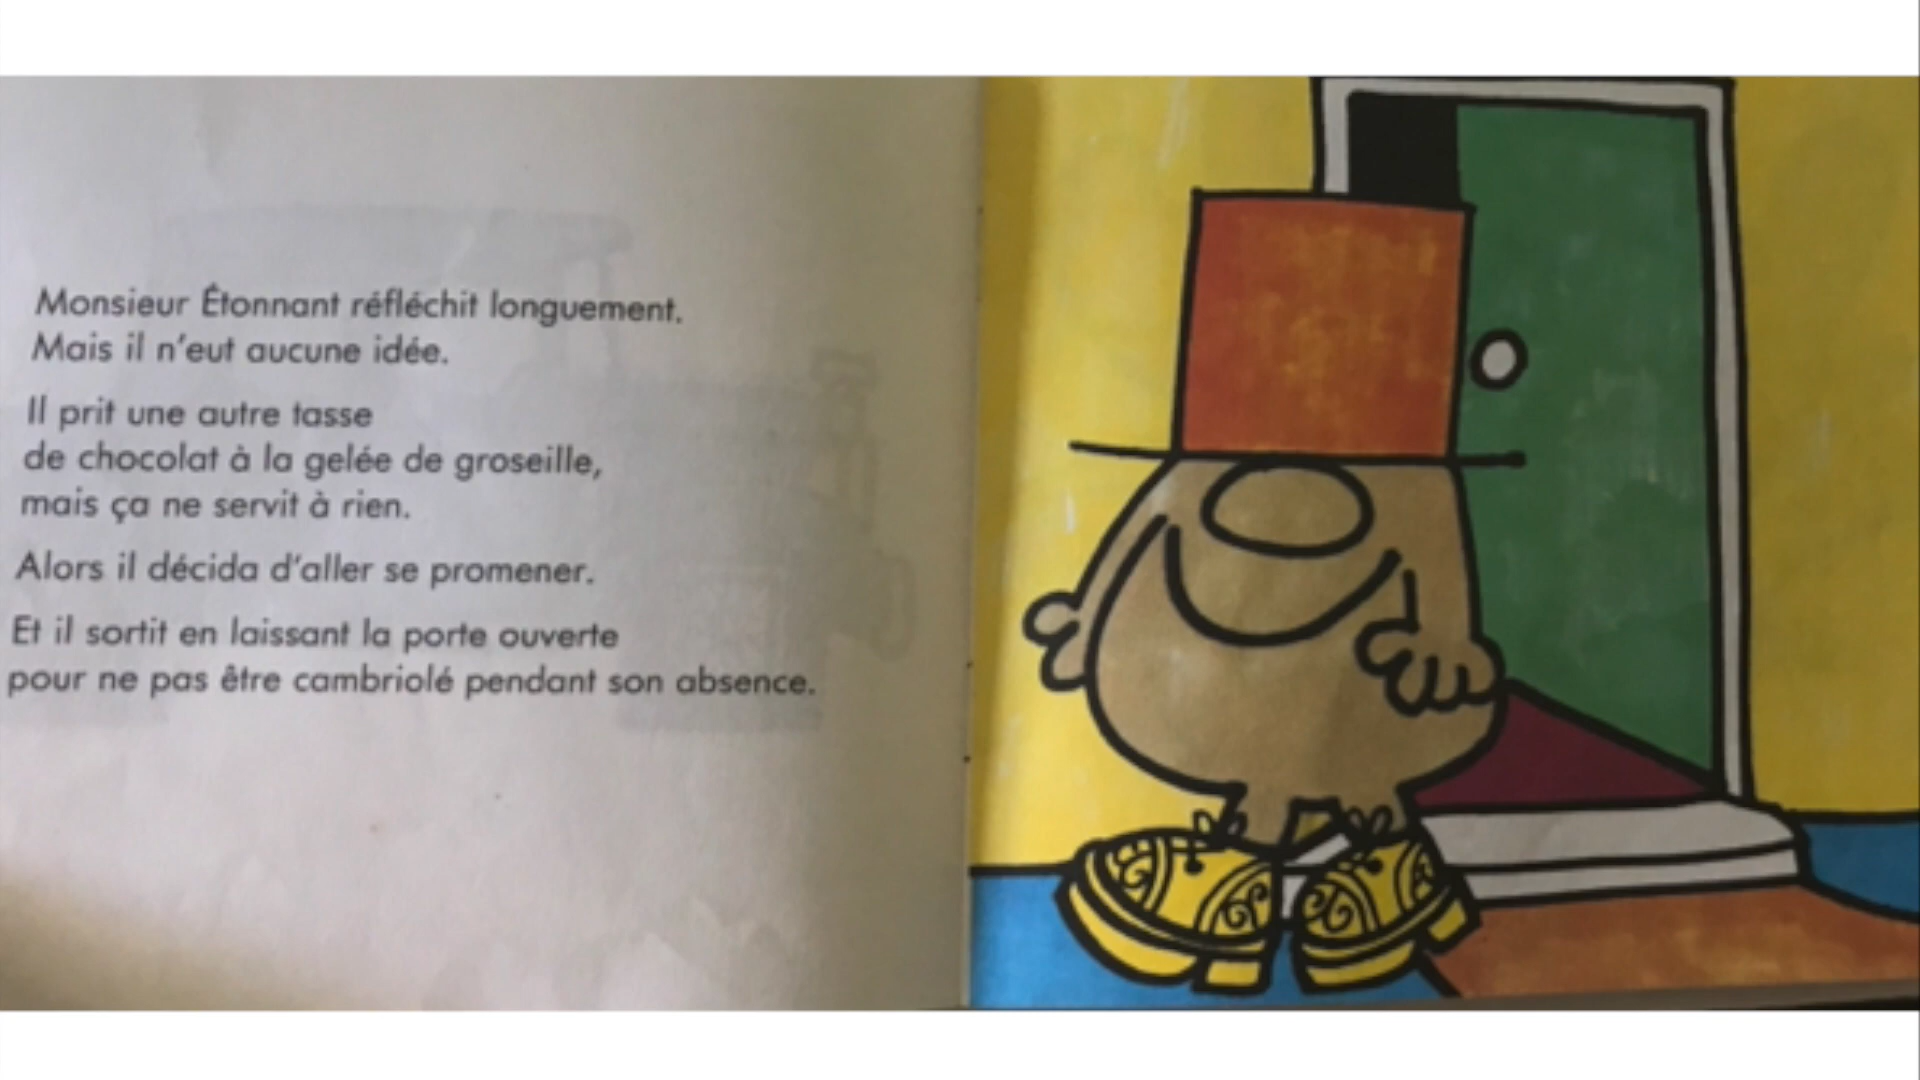 Monsieur Étonnant réfléchit longuement.
Mais il n'eut aucune idée.
Il prit une autre tasse
de chocolat à la gelée de groseille,
mais ça ne servit à rien.
Alors il décida d'aller se promener.
Et il sortit en laissant la porte ouverte
pour ne pas être cambriolé pendant son absence.